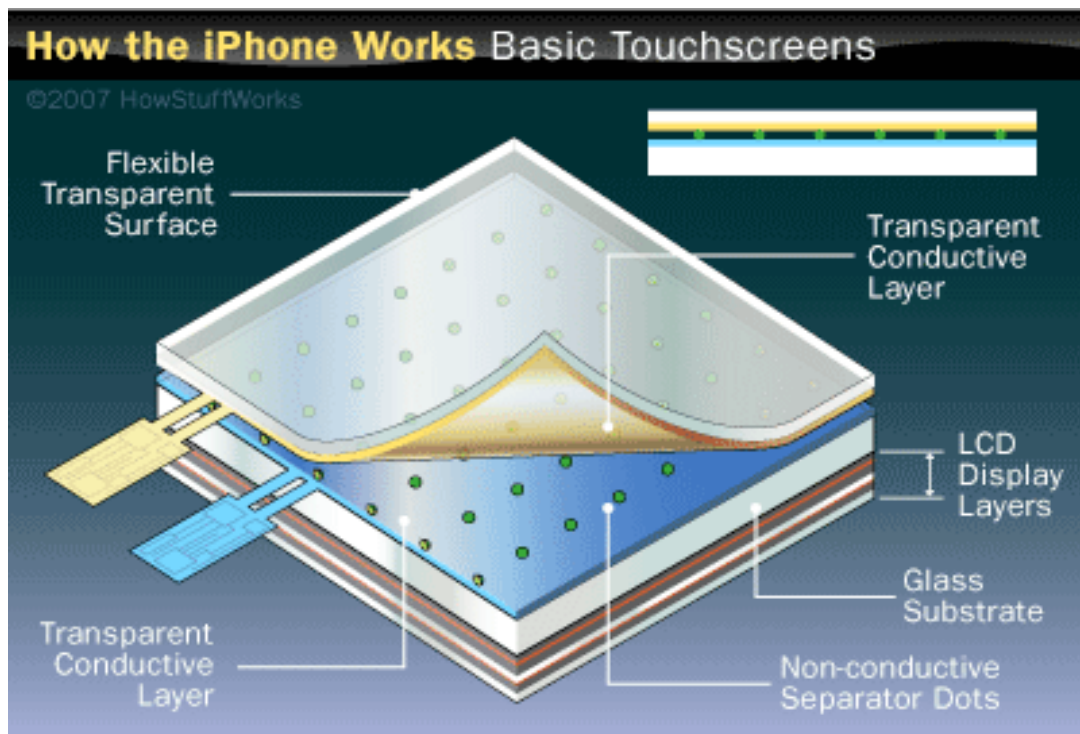 How the iPhone Works Basic Touchscreens
©2007 HowStuffWorks
Flexible
Transparent
Surface
Transparent
Conductive
Layer
LCD
Display
Layers
Glass
Substrate
Transparent
Conductive
Layer
Non-conductive
Separator Dots